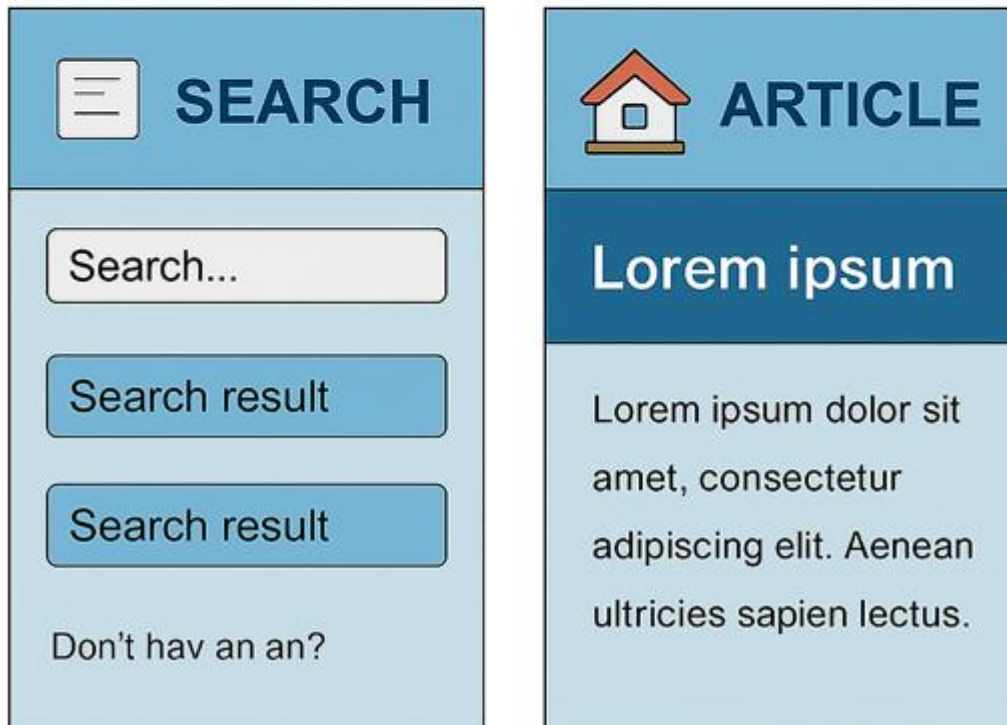 SEARCH
Search...
Search result
Search result
Don't hav an an?
ARTICLE
Lorem ipsum
Lorem ipsum dolor sit
amet, consectetur
adipiscing elit. Aenean
ultricies sapien lectus.